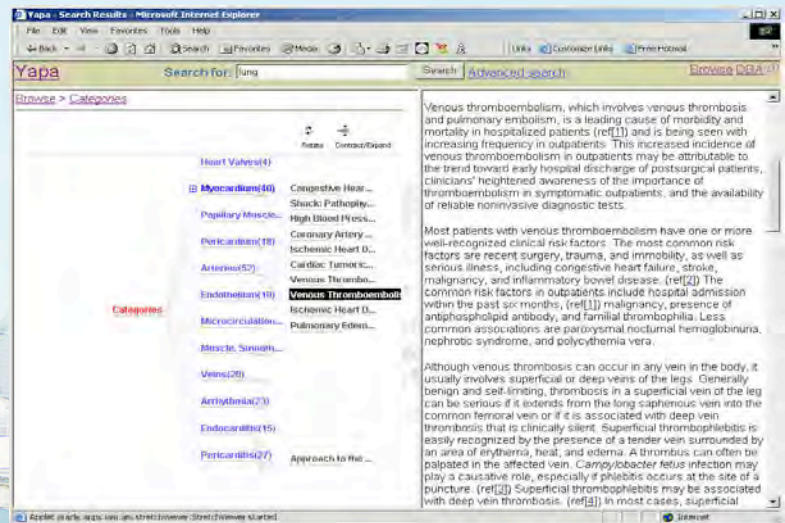 Yapa - Search Results - Microsoft Internet Explorer
File Edit View Favorites Tools Help
Back Search Favorites Media Links Customize Links Free Hotmail
Yapa Search for: lung Search Advanced search Browse DBA
Browse > Categories
Rotate Contract/Expand
Heart Valves(4)
Myocardium(40)
Papillary Muscle...
Pericardium(18)
Arteries(52)
Endothelium(19)
Categories
Microcirculation...
Muscle, Smooth...
Veins(20)
Arrhythmia(23)
Endocarditis(15)
Pericarditis(27)
Congestive Hear...
Shock: Pathophy...
High Blood Press...
Coronary Artery ...
Ischemic Heart D...
Cardiac Tumors:...
Venous Thrombo...
Venous Thromboemboli
Ischemic Heart D...
Pulmonary Edem...
Approach to the ...
Venous thromboembolism, which involves venous thrombosis
and pulmonary embolism, is a leading cause of morbidity and
mortality in hospitalized patients (ref[1]) and is being seen with
increasing frequency in outpatients. This increased incidence of
venous thromboembolism in outpatients may be attributable to
the trend toward early hospital discharge of postsurgical patients,
clinicians' heightened awareness of the importance of
thromboembolism in symptomatic outpatients, and the availability
of reliable noninvasive diagnostic tests.
Most patients with venous thromboembolism have one or more
well-recognized clinical risk factors. The most common risk
factors are recent surgery, trauma, and immobility, as well as
serious illness, including congestive heart failure, stroke,
malignancy, and inflammatory bowel disease. (ref[2]) The
common risk factors in outpatients include hospital admission
within the past six months, (ref[1]) malignancy, presence of
antiphospholipid antibody, and familial thrombophilia. Less
common associations are paroxysmal nocturnal hemoglobinuria,
nephrotic syndrome, and polycythemia vera.
Although venous thrombosis can occur in any vein in the body, it
usually involves superficial or deep veins of the legs. Generally
benign and self-limiting, thrombosis in a superficial vein of the leg
can be serious if it extends from the long saphenous vein into the
common femoral vein or if it is associated with deep vein
thrombosis that is clinically silent. Superficial thrombophlebitis is
easily recognized by the presence of a tender vein surrounded by
an area of erythema, heat, and edema. A thrombus can often be
palpated in the affected vein. Campylobacter fetus infection may
play a causative role, especially if phlebitis occurs at the site of a
puncture. (ref[3]) Superficial thrombophlebitis may be associated
with deep vein thrombosis. (ref[4]) In most cases, superficial
Internet